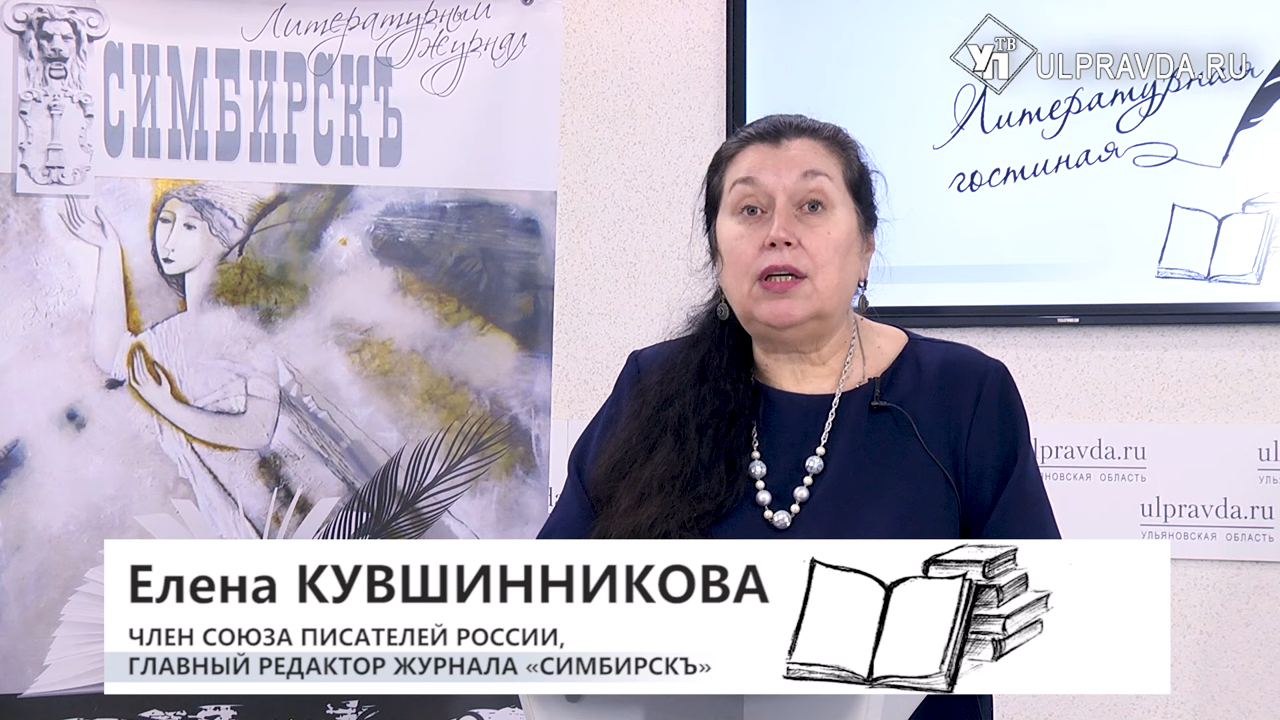 Литературный
журнал
СИМБИРСКЪ
УП ТВ ULPRAVDA.RU
Литературная
гостиная
ulpravda.ru
УЛЬЯНОВСКАЯ ОБЛАСТЬ
ulpravda.ru
УЛЬЯНОВСКАЯ ОБЛАСТЬ
Елена КУВШИННИКОВА
ЧЛЕН СОЮЗА ПИСАТЕЛЕЙ РОССИИ,
ГЛАВНЫЙ РЕДАКТОР ЖУРНАЛА «СИМБИРСКЪ»